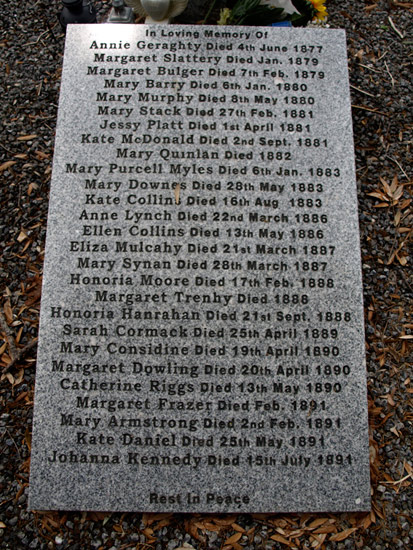 In Loving Memory Of
Annie Geraghty Died 4th June 1877
Margaret Slattery Died Jan. 1879
Margaret Bulger Died 7th Feb. 1879
Mary Barry Died 6th Jan. 1880
Mary Murphy Died 8th May 1880
Mary Stack Died 27th Feb. 1881
Jessy Platt Died 1st April 1881
Kate McDonald Died 2nd Sept. 1881
Mary Quinlan Died 1882
Mary Purcell Myles Died 6th Jan. 1883
Mary Downes Died 28th May 1883
Kate Collins Died 16th Aug 1883
Anne Lynch Died 22nd March 1886
Ellen Collins Died 13th May 1886
Eliza Mulcahy Died 21st March 1887
Mary Synan Died 28th March 1887
Honoria Moore Died 17th Feb. 1888
Margaret Trenhy Died 1888
Honoria Hanrahan Died 21st Sept. 1888
Sarah Cormack Died 25th April 1889
Mary Considine Died 19th April 1890
Margaret Dowling Died 20th April 1890
Catherine Riggs Died 13th May 1890
Margaret Frazer Died Feb. 1891
Mary Armstrong Died 2nd Feb. 1891
Kate Daniel Died 25th May 1891
Johanna Kennedy Died 15th July 1891
Rest in Peace